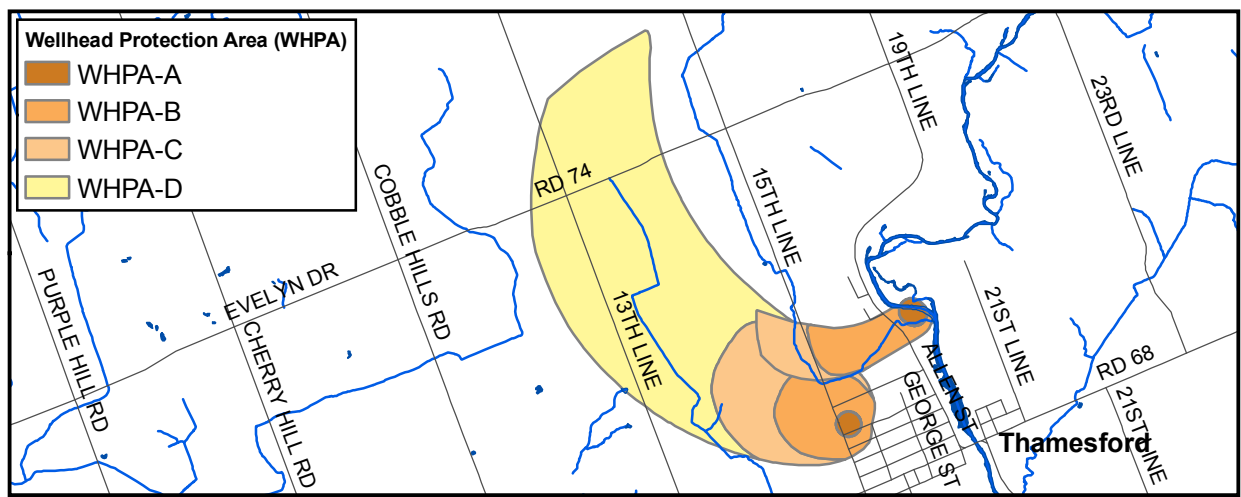 Wellhead Protection Area (WHPA)
WHPA-A
WHPA-B
WHPA-C
WHPA-D
19TH LINE
23RD LINE
RD 74
15TH LINE
COBBLE HILLS RD
EVELYN DR
PURPLE HILL RD
CHERRY HILL RD
13TH LINE
21ST LINE
RD 68
ALLEN ST
GEORGE ST
Thamesford
21ST LINE